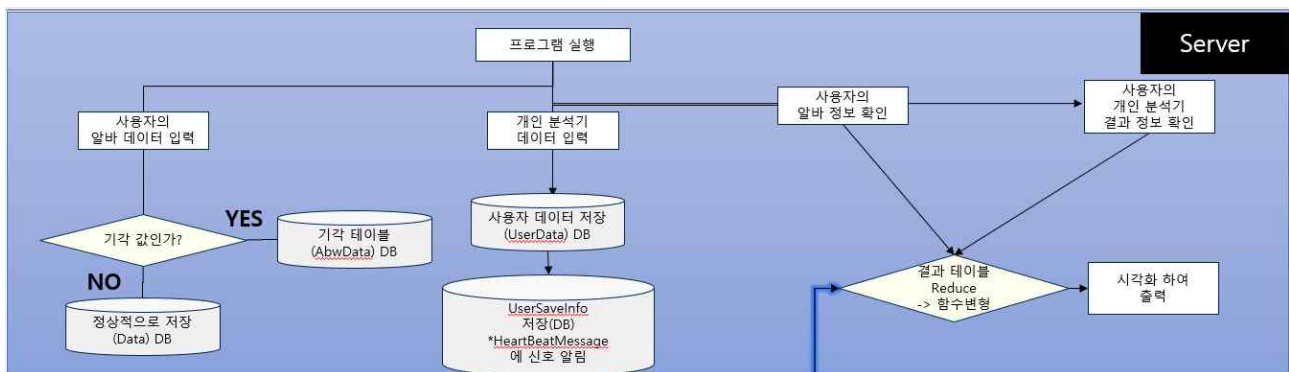 프로그램 실행
Server
사용자의
알바 데이터 입력
개인 분석기
데이터 입력
사용자의
알바 정보 확인
사용자의
개인 분석기
결과 정보 확인
기각 값인가?
YES
기각 테이블
(AbwData) DB
사용자 데이터 저장
(UserData) DB
결과 테이블
Reduce
-> 함수변형
시각화 하여
출력
NO
정상적으로 저장
(Data) DB
UserSaveInfo
저장(DB)
*HeartBeatMessage
에 신호 알림